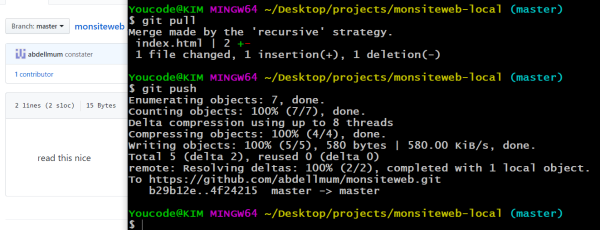 Branch: master ▾ monsiteweb
abdellmum constater
1 contributor
2 lines (2 sloc) 15 Bytes
read this nice
Youcode@KIM MINGW64 ~/Desktop/projects/monsiteweb-local (master)
$ git pull
Merge made by the 'recursive' strategy.
index.html | 2 +-
1 file changed, 1 insertion(+), 1 deletion(-)
Youcode@KIM MINGW64 ~/Desktop/projects/monsiteweb-local (master)
$ git push
Enumerating objects: 7, done.
Counting objects: 100% (7/7), done.
Delta compression using up to 8 threads
Compressing objects: 100% (4/4), done.
Writing objects: 100% (5/5), 580 bytes | 580.00 KiB/s, done.
Total 5 (delta 2), reused 0 (delta 0)
remote: Resolving deltas: 100% (2/2), completed with 1 local object.
To https://github.com/abdellmum/monsiteweb.git
b29b12e..4f24215 master -> master
Youcode@KIM MINGW64 ~/Desktop/projects/monsiteweb-local (master)
$